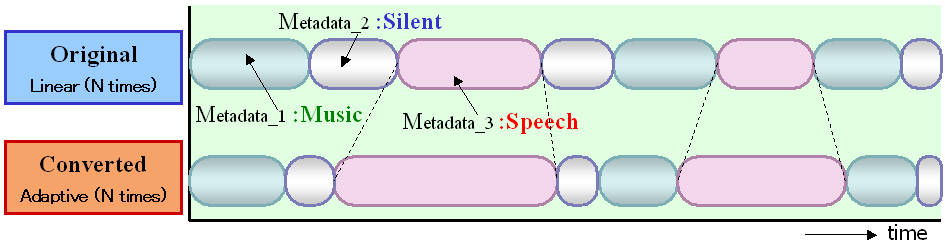 Metadata_2 :Silent
Original
Linear (N times)
Metadata_1 :Music
Metadata_3 :Speech
Converted
Adaptive (N times)
time